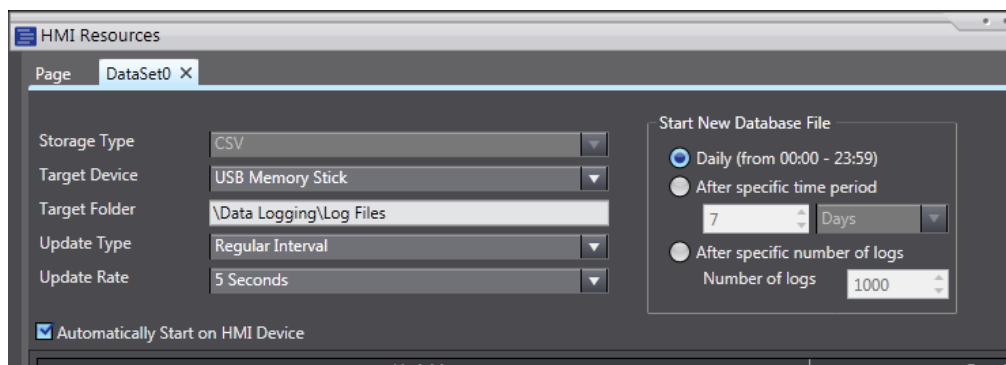 HMI Resources
Page
DataSet0
Storage Type
CSV
Target Device
USB Memory Stick
Target Folder
\Data Logging\Log Files
Update Type
Regular Interval
Update Rate
5 Seconds
Automatically Start on HMI Device
Start New Database File
Daily (from 00:00 - 23:59)
After specific time period
7
Days
After specific number of logs
Number of logs
1000